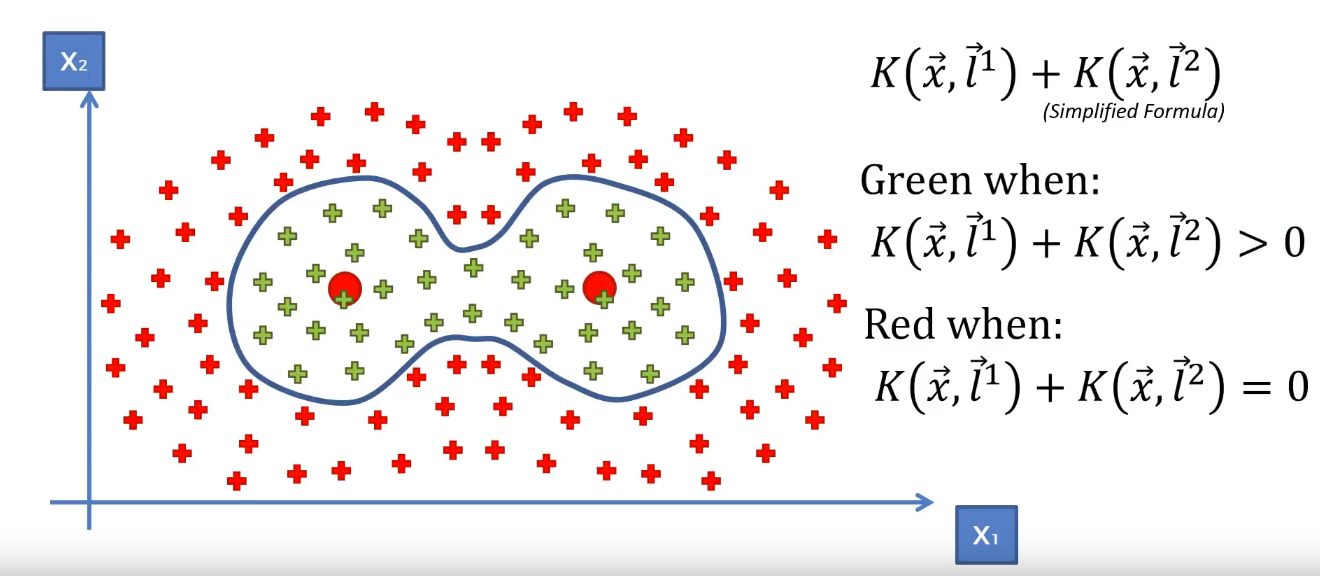 X₂
K(x⃗, l⃗¹) + K(x⃗, l⃗²)
(Simplified Formula)
Green when:
K(x⃗, l⃗¹) + K(x⃗, l⃗²) > 0
Red when:
K(x⃗, l⃗¹) + K(x⃗, l⃗²) = 0
X₁